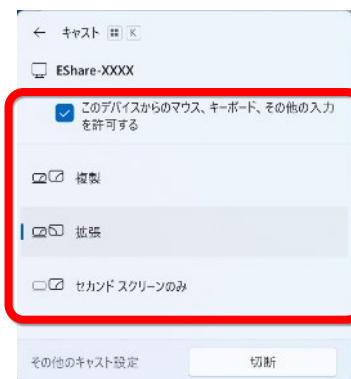 ← キャスト ⊞ K
EShare-XXXX
このデバイスからのマウス、キーボード、その他の入力
を許可する
複製
拡張
セカンド スクリーンのみ
その他のキャスト設定 切断